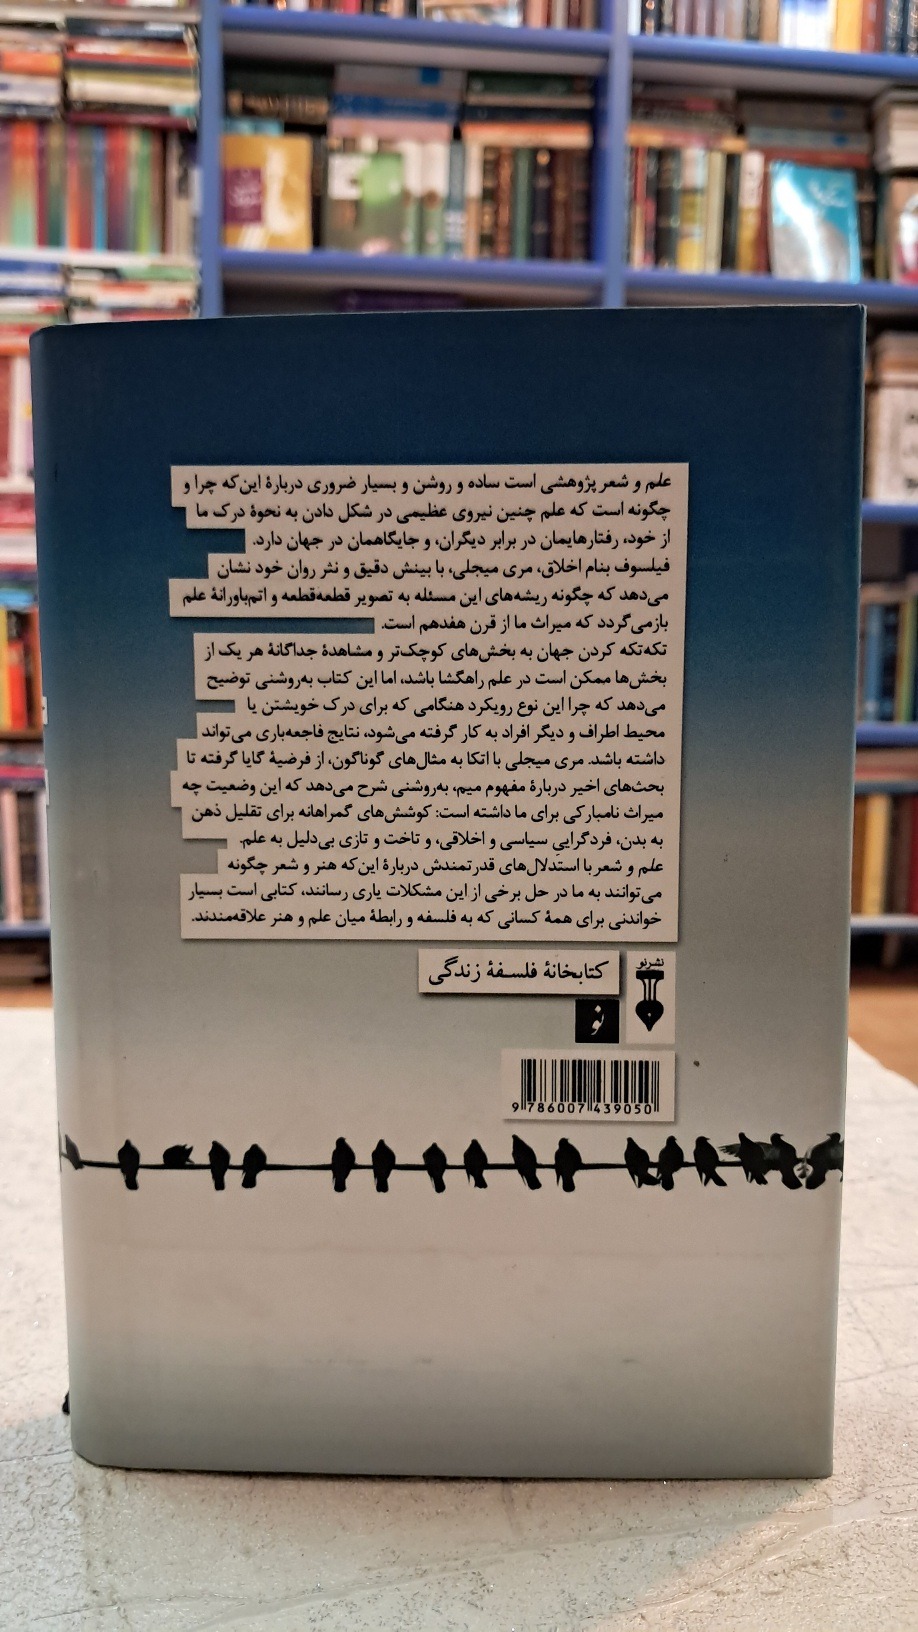 علم و شعر پژوهشی است ساده و روشن و بسیار ضروری دربارهٔ این‌که چرا و
چگونه است که علم چنین نیروی عظیمی در شکل دادن به نحوهٔ درک ما
از خود، رفتارهایمان در برابر دیگران، و جایگاهمان در جهان دارد.
فیلسوف بنام اخلاق، مری میجلی، با بینش دقیق و نثر روان خود نشان
می‌دهد که چگونه ریشه‌های این مسئله به تصویر قطعه‌قطعه و اتم‌باورانهٔ علم
بازمی‌گردد که میراث ما از قرن هفدهم است.
تکه‌تکه کردن جهان به بخش‌های کوچک‌تر و مشاهدهٔ جداگانهٔ هر یک از
بخش‌ها ممکن است در علم راهگشا باشد، اما این کتاب به‌روشنی توضیح
می‌دهد که چرا این نوع رویکرد هنگامی که برای درک خویشتن یا
محیط اطراف و دیگر افراد به کار گرفته می‌شود، نتایج فاجعه‌باری می‌تواند
داشته باشد. مری میجلی با اتکا به مثال‌های گوناگون، از فرضیهٔ گایا گرفته تا
بحث‌های اخیر دربارهٔ مفهوم میم، به‌روشنی شرح می‌دهد که این وضعیت چه
میراث نامبارکی برای ما داشته است: کوشش‌های گمراهانه برای تقلیل ذهن
به بدن، فردگرایی سیاسی و اخلاقی، و تاخت و تازی بی‌دلیل به علم.
علم و شعر با استدلال‌های قدرتمندش دربارهٔ این‌که هنر و شعر چگونه
می‌توانند به ما در حل برخی از این مشکلات یاری رسانند، کتابی است بسیار
خواندنی برای همهٔ کسانی که به فلسفه و رابطهٔ میان علم و هنر علاقه‌مندند.
نشرنو
کتابخانهٔ فلسفهٔ زندگی
نو
9 786007 439050